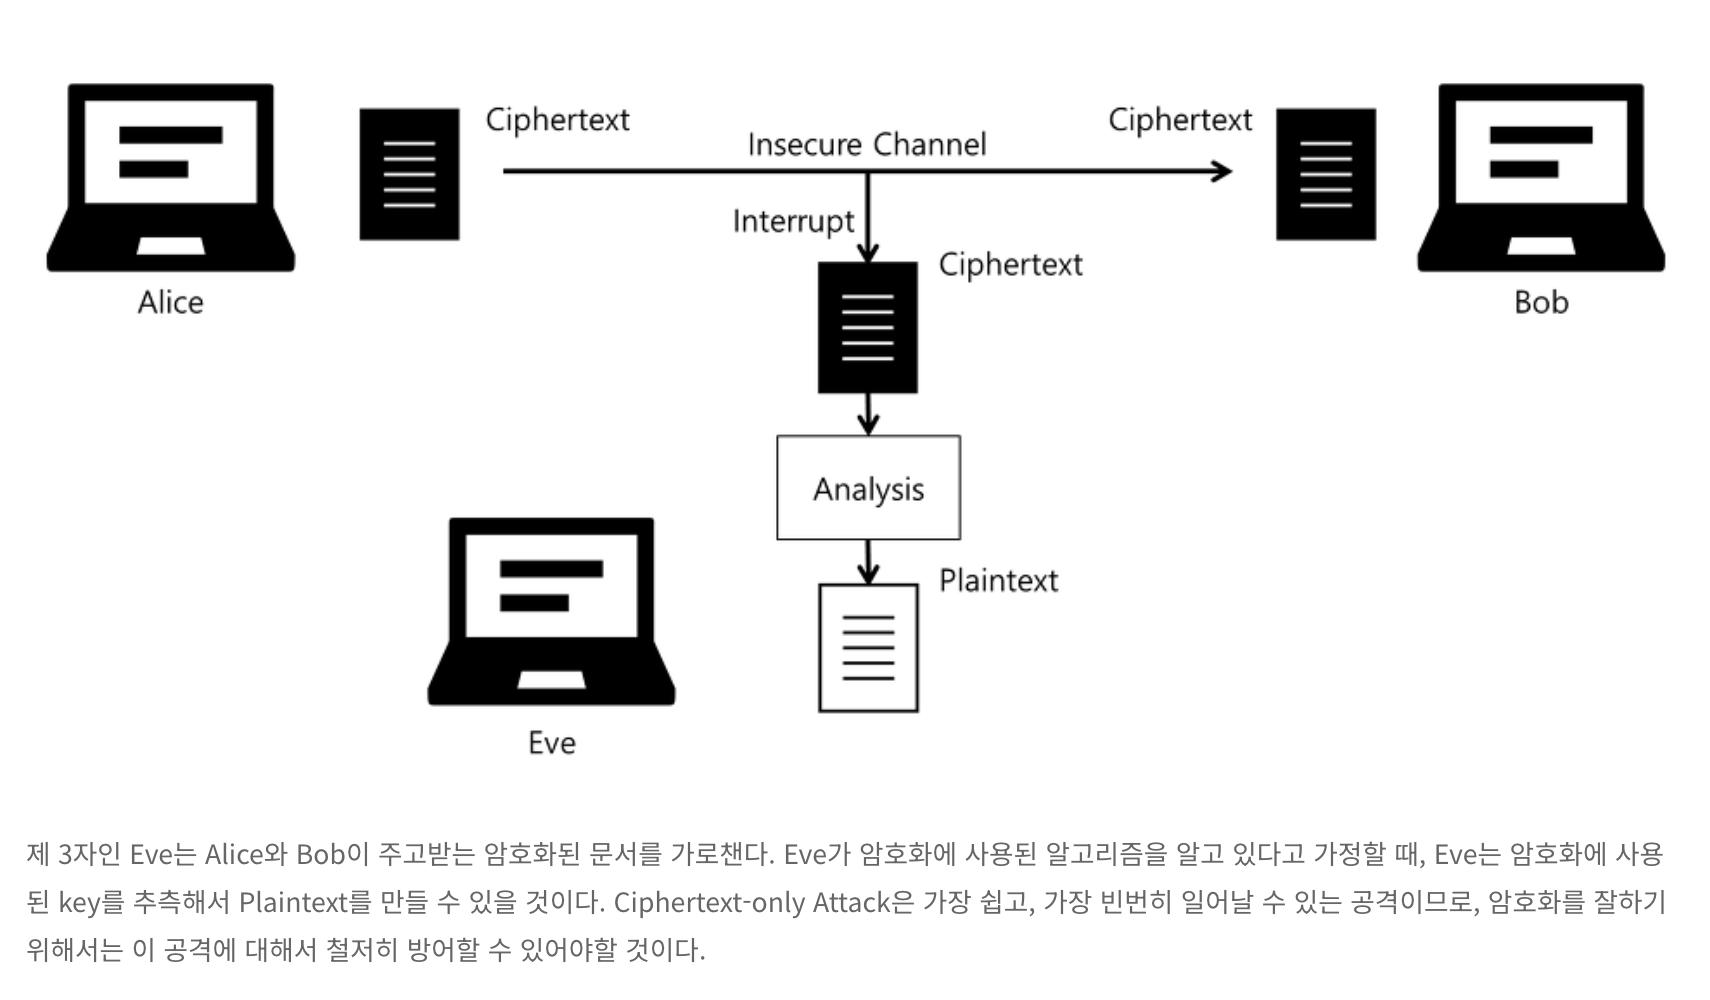 Ciphertext
Ciphertext
Insecure Channel
Interrupt
Ciphertext
Alice
Bob
Analysis
Plaintext
Eve
제 3자인 Eve는 Alice와 Bob이 주고받는 암호화된 문서를 가로챈다. Eve가 암호화에 사용된 알고리즘을 알고 있다고 가정할 때, Eve는 암호화에 사용
된 key를 추측해서 Plaintext를 만들 수 있을 것이다. Ciphertext-only Attack은 가장 쉽고, 가장 빈번히 일어날 수 있는 공격이므로, 암호화를 잘하기
위해서는 이 공격에 대해서 철저히 방어할 수 있어야할 것이다.